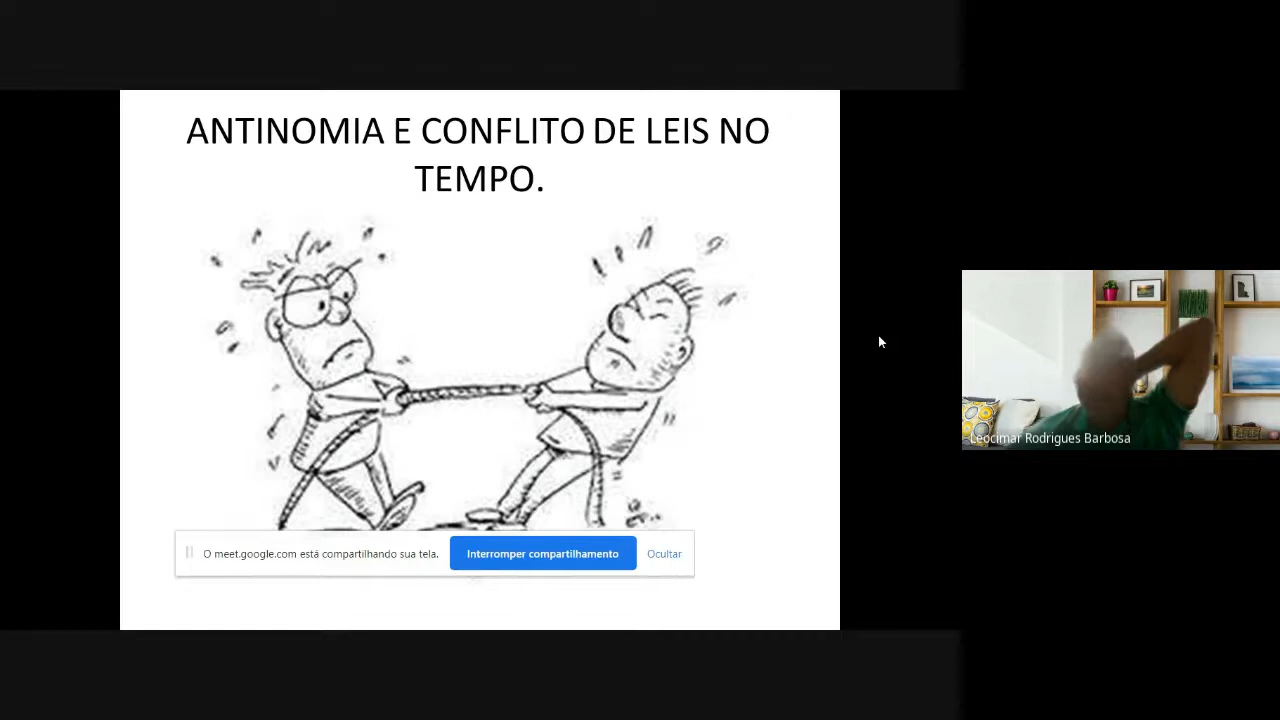 ANTINOMIA E CONFLITO DE LEIS NO
TEMPO.
O meet.google.com está compartilhando sua tela.
Interromper compartilhamento
Ocultar
Leocimar Rodrigues Barbosa